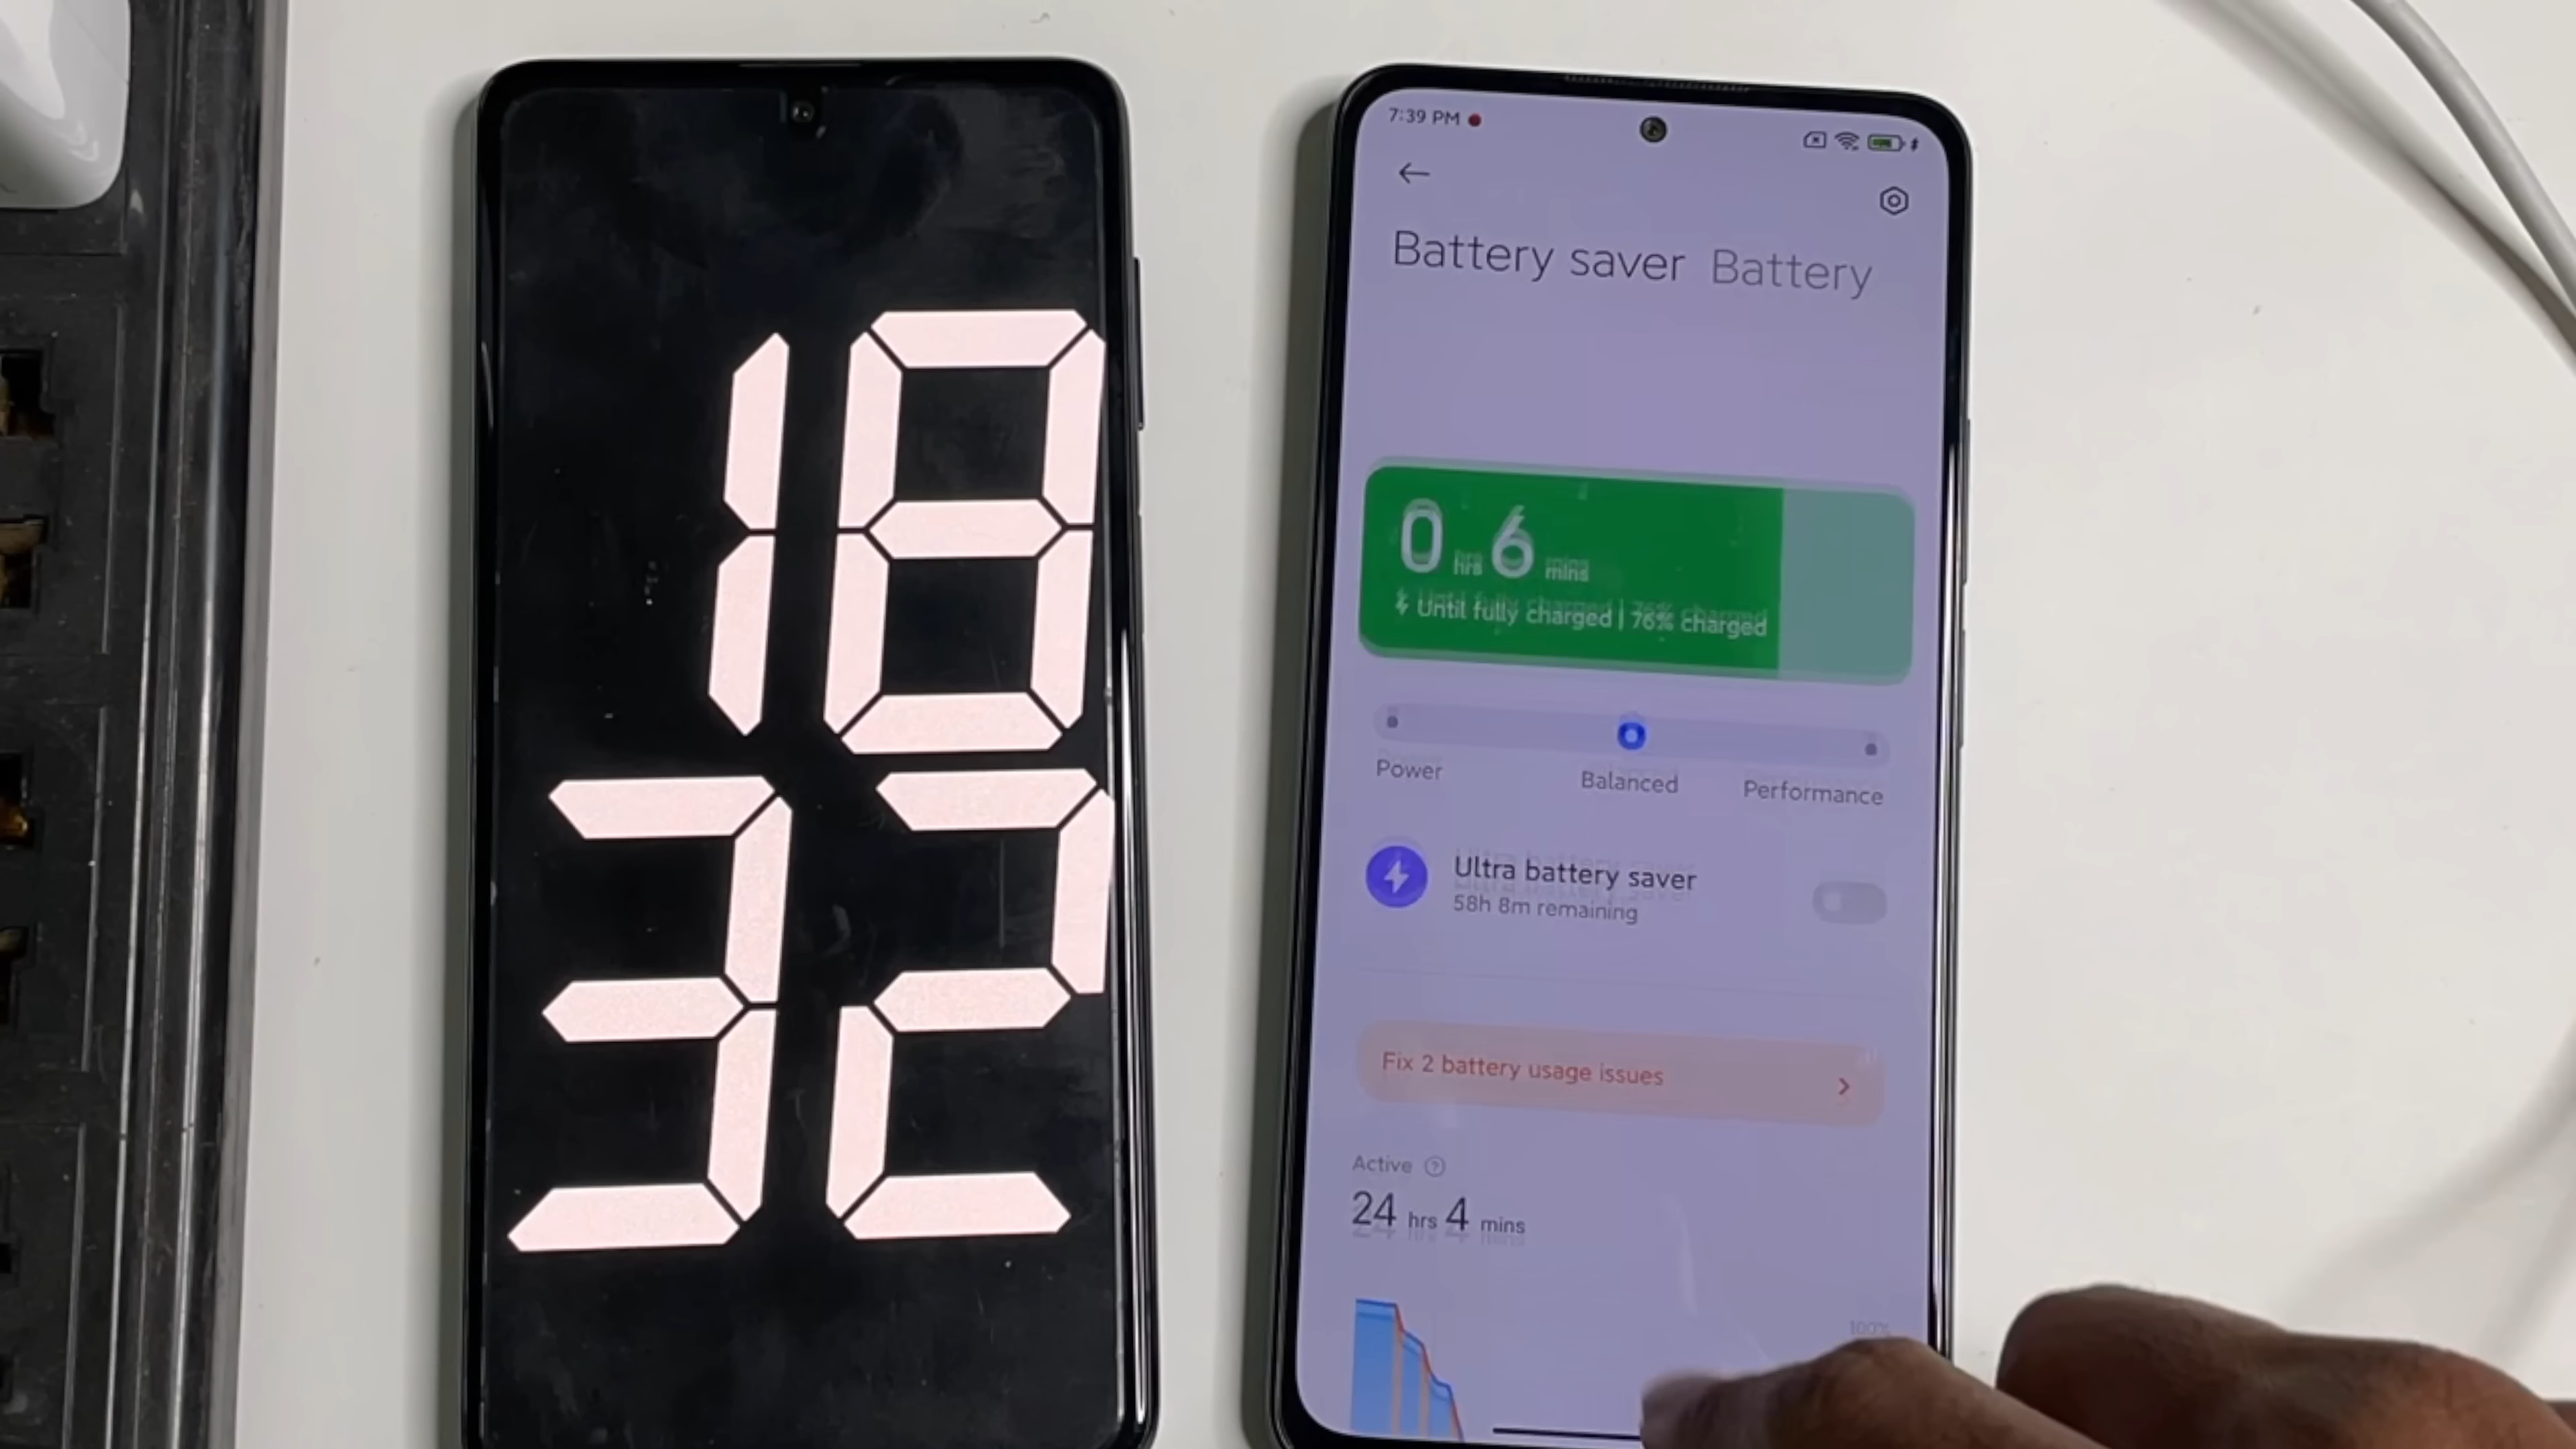 18
32
7:39 PM
Battery saver Battery
0 hrs 6 mins
Until fully charged | 76% charged
Power Balanced Performance
Ultra battery saver
58h 8m remaining
Fix 2 battery usage issues
Active ?
24 hrs 4 mins
100%